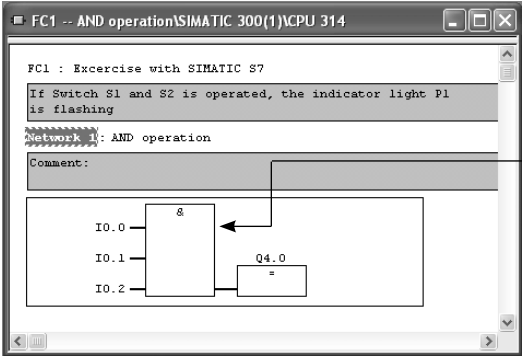 FC1 -- AND operation\SIMATIC 300(1)\CPU 314
FC1 : Excercise with SIMATIC S7
If Switch S1 and S2 is operated, the indicator light P1
is flashing
Network 1: AND operation
Comment:
&
I0.0
I0.1
Q4.0
=
I0.2